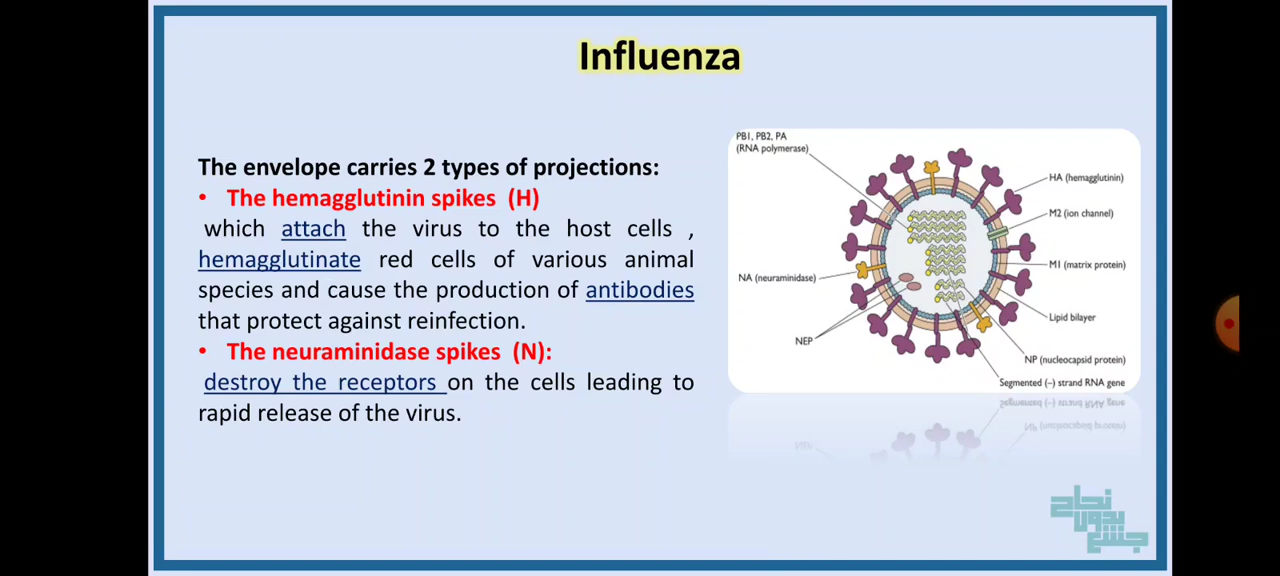 Influenza
The envelope carries 2 types of projections:
• The hemagglutinin spikes (H)
which attach the virus to the host cells ,
hemagglutinate red cells of various animal
species and cause the production of antibodies
that protect against reinfection.
• The neuraminidase spikes (N):
destroy the receptors on the cells leading to
rapid release of the virus.
PB1, PB2, PA
(RNA polymerase)
HA (hemagglutinin)
M2 (ion channel)
M1 (matrix protein)
NA (neuraminidase)
Lipid bilayer
NEP
NP (nucleocapsid protein)
Segmented (–) strand RNA gene
نجاح
بدون
جشع